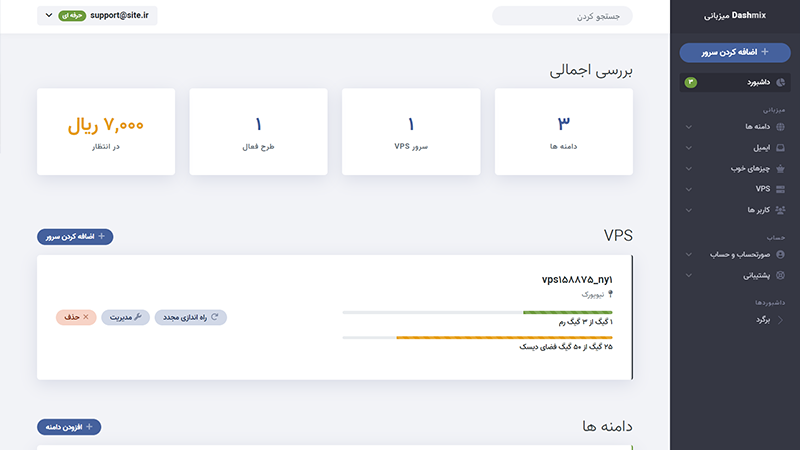 Dashmix میزبانی
+ اضافه کردن سرور
داشبورد ۳
میزبانی
دامنه ها
ایمیل
چیزهای خوب
VPS
کاربر ها
حساب
صورتحساب و حساب
پشتیبانی
داشبوردها
برگرد
جستجو کردن
support@site.ir حرفه ای
بررسی اجمالی
۳
دامنه ها
۱
سرور VPS
۱
طرح فعال
۷,۰۰۰ ریال
در انتظار
VPS
+ اضافه کردن سرور
vps۱۵۸۸۷۵_ny۱
نیویورک
۱ گیگ از ۳ گیگ رم
۲۵ گیگ از ۵۰ گیگ فضای دیسک
راه اندازی مجدد
مدیریت
حذف
دامنه ها
+ افزودن دامنه